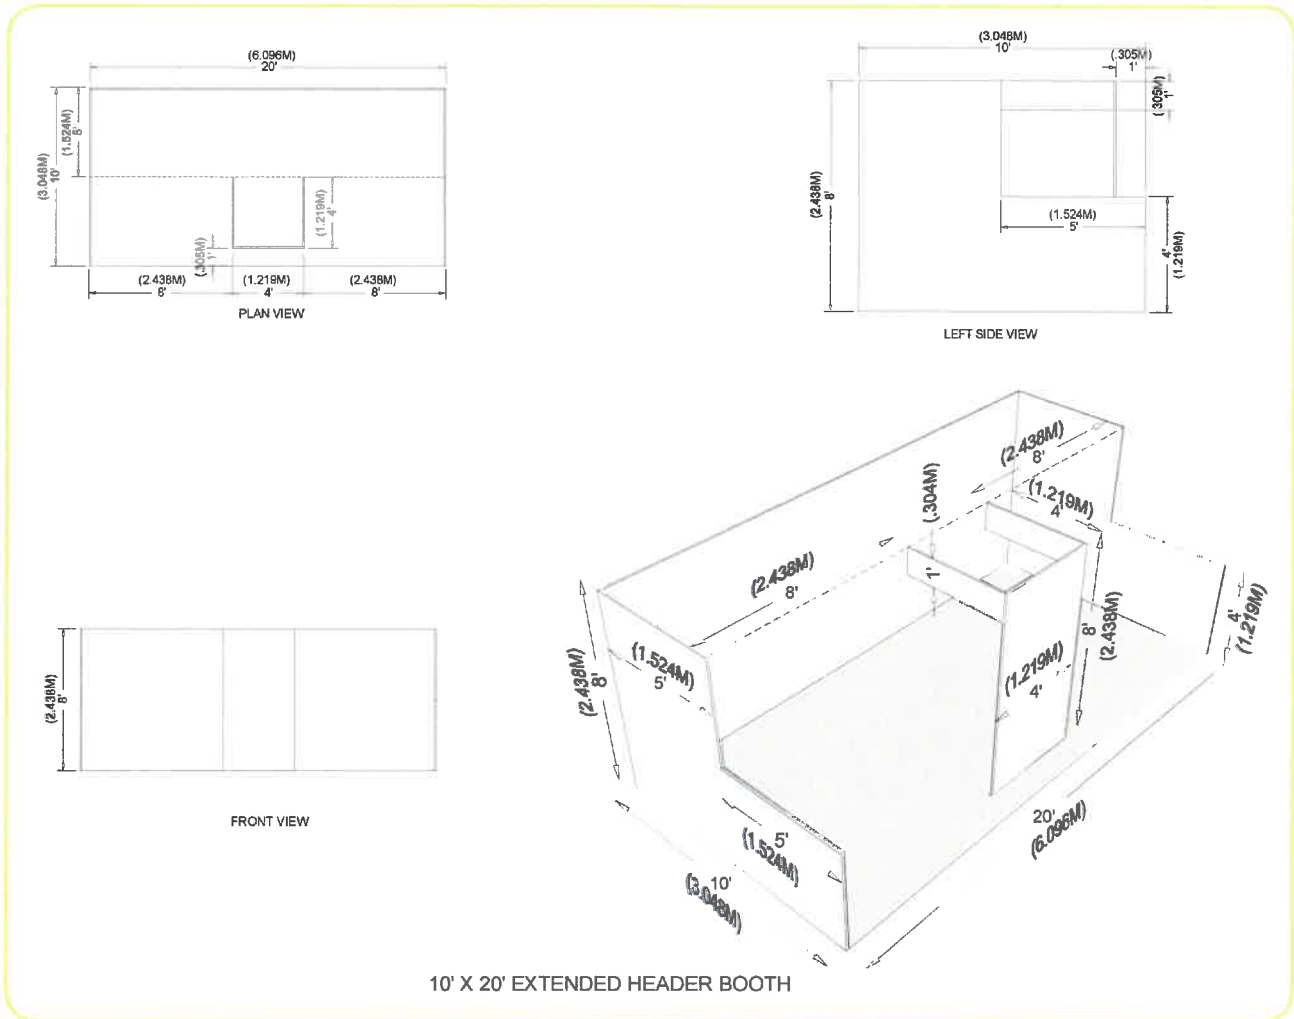 (6.096M)
20'
(1.524M)
5'
(3.048M)
10'
(1.219M)
4'
(.305M)
1'
(2.438M)
8'
(1.219M)
4'
(2.438M)
8'
PLAN VIEW
(3.048M)
10'
(.305M)
1'
(.305M)
1'
(2.438M)
8'
(1.524M)
5'
4'
(1.219M)
LEFT SIDE VIEW
(2.438M)
8'
FRONT VIEW
(2.438M)
8'
(1.219M)
4'
(.304M)
1'
(2.438M)
8'
(1.524M)
5'
(2.438M)
8'
(1.219M)
4'
8'
(2.438M)
4'
(1.219M)
5'
(1.524M)
10'
(3.048M)
20'
(6.096M)
10' X 20' EXTENDED HEADER BOOTH